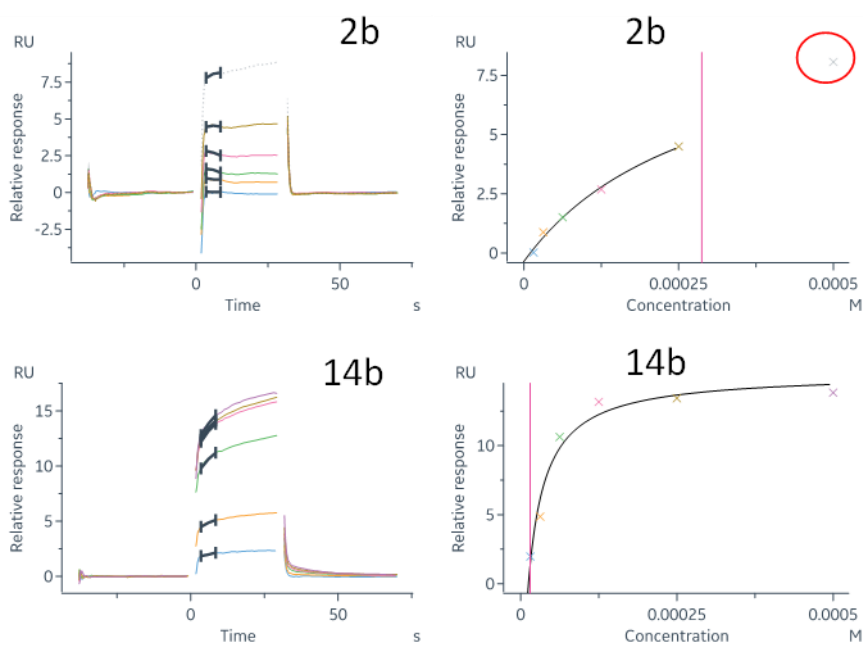 2b
RU
Relative response
7.5
5
2.5
0
-2.5
0
50
Time
s
2b
RU
Relative response
7.5
5
2.5
0
0
0.00025
0.0005
Concentration
M
14b
RU
Relative response
15
10
5
0
0
50
Time
s
14b
RU
Relative response
10
5
0
0
0.00025
0.0005
Concentration
M